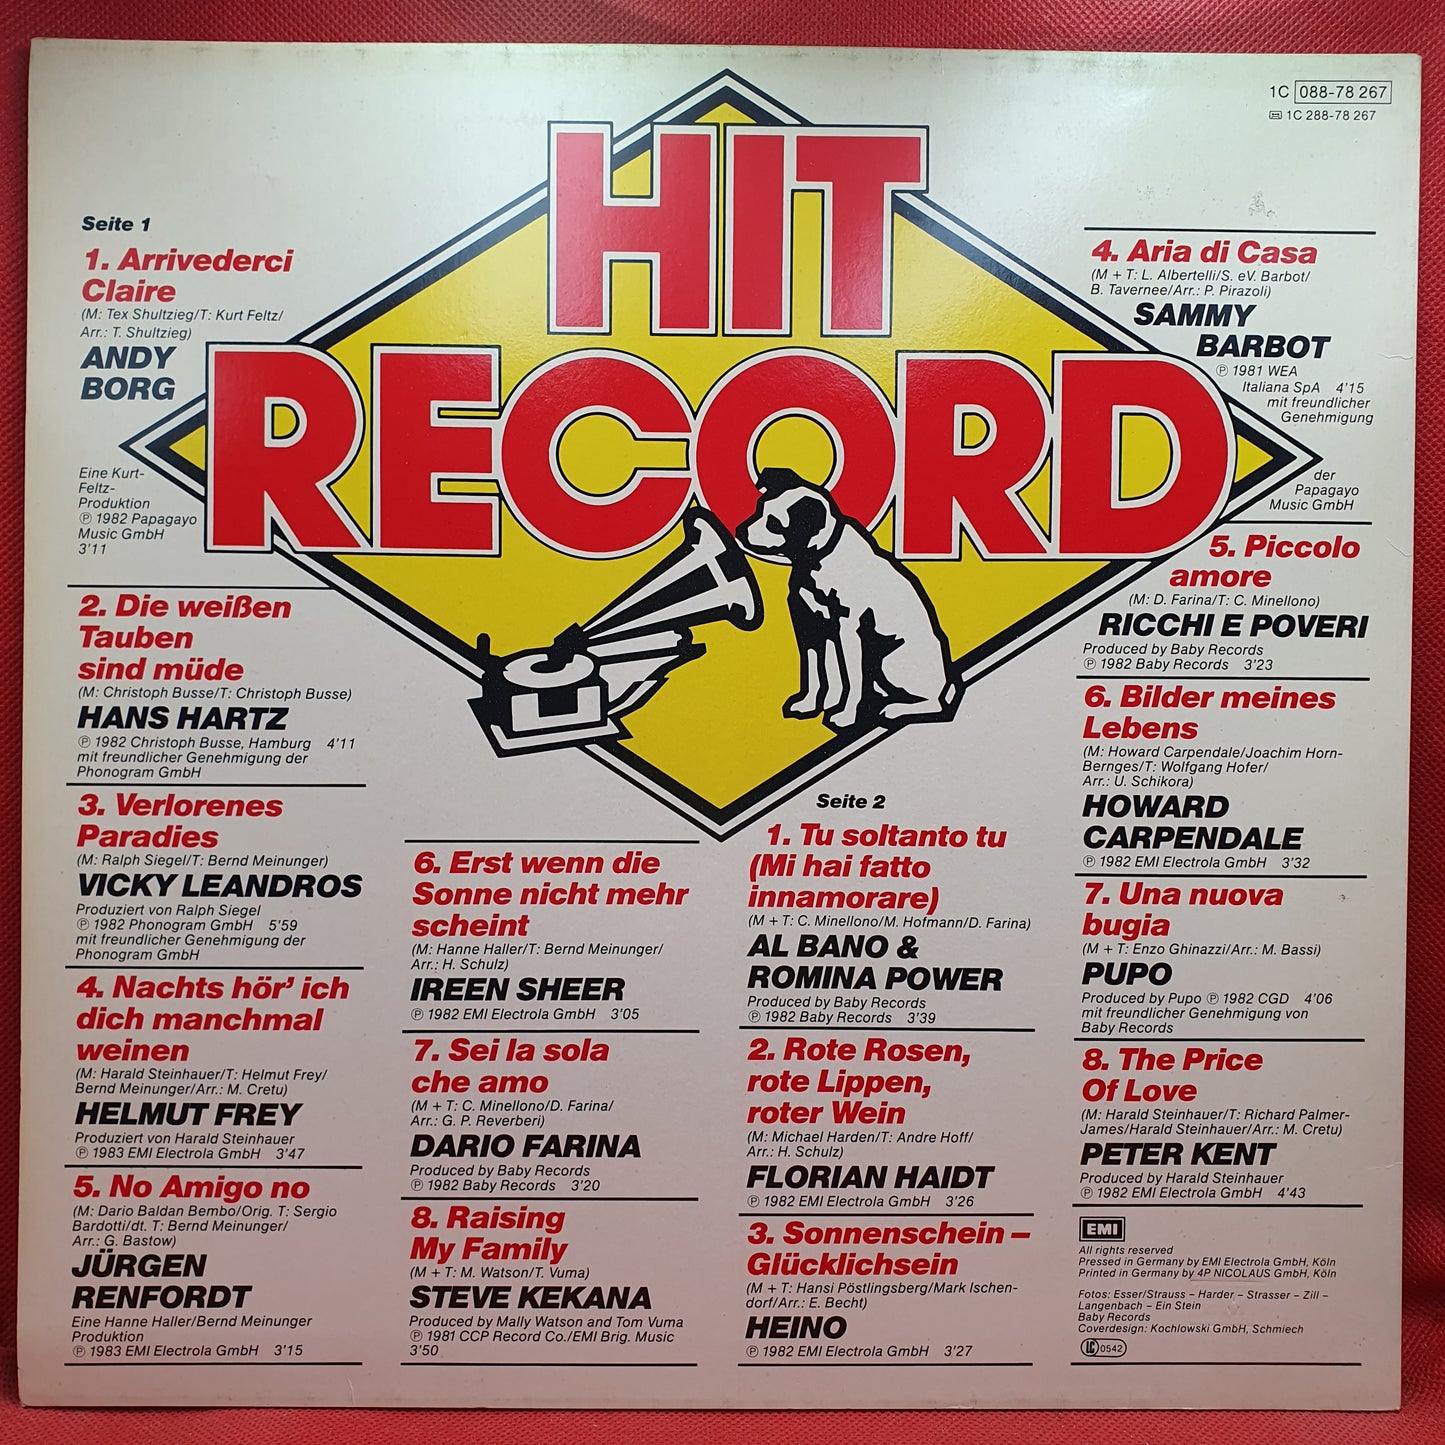 1C 088-78 267
1C 288-78 267
HIT
RECORD
Seite 1
1. Arrivederci
Claire
(M: Tex Shultzieg/T: Kurt Feltz/
Arr.: T. Shultzieg)
ANDY
BORG
Eine Kurt-
Feltz-
Produktion
℗ 1982 Papagayo
Music GmbH
3'11
2. Die weißen
Tauben
sind müde
(M: Christoph Busse/T: Christoph Busse)
HANS HARTZ
℗ 1982 Christoph Busse, Hamburg 4'11
mit freundlicher Genehmigung der
Phonogram GmbH
3. Verlorenes
Paradies
(M: Ralph Siegel/T: Bernd Meinunger)
VICKY LEANDROS
Produziert von Ralph Siegel
℗ 1982 Phonogram GmbH 5'59
mit freundlicher Genehmigung der
Phonogram GmbH
4. Nachts hör' ich
dich manchmal
weinen
(M: Harald Steinhauer/T: Helmut Frey/
Bernd Meinunger/Arr.: M. Cretu)
HELMUT FREY
Produziert von Harald Steinhauer
℗ 1983 EMI Electrola GmbH 3'47
5. No Amigo no
(M: Dario Baldan Bembo/Orig. T: Sergio
Bardotti/dt. T: Bernd Meinunger/
Arr.: G. Bastow)
JÜRGEN
RENFORDT
Eine Hanne Haller/Bernd Meinunger
Produktion
℗ 1983 EMI Electrola GmbH 3'15
6. Erst wenn die
Sonne nicht mehr
scheint
(M: Hanne Haller/T: Bernd Meinunger/
Arr.: H. Schulz)
IREEN SHEER
℗ 1982 EMI Electrola GmbH 3'05
7. Sei la sola
che amo
(M + T: C. Minellono/D. Farina/
Arr.: G. P. Reverberi)
DARIO FARINA
Produced by Baby Records
℗ 1982 Baby Records 3'20
8. Raising
My Family
(M + T: M. Watson/T. Vuma)
STEVE KEKANA
Produced by Mally Watson and Tom Vuma
℗ 1981 CCP Record Co./EMI Brig. Music
3'50
Seite 2
1. Tu soltanto tu
(Mi hai fatto
innamorare)
(M + T: C. Minellono/M. Hofmann/D. Farina)
AL BANO &
ROMINA POWER
Produced by Baby Records
℗ 1982 Baby Records 3'39
2. Rote Rosen,
rote Lippen,
roter Wein
(M: Michael Harden/T: Andre Hoff/
Arr.: H. Schulz)
FLORIAN HAIDT
℗ 1982 EMI Electrola GmbH 3'26
3. Sonnenschein –
Glücklichsein
(M + T: Hansi Pöstlingsberg/Mark Ischen-
dorf/Arr.: E. Becht)
HEINO
℗ 1982 EMI Electrola GmbH 3'27
4. Aria di Casa
(M + T: L. Albertelli/S. eV. Barbot/
B. Tavernee/Arr.: P. Pirazoli)
SAMMY
BARBOT
℗ 1981 WEA
Italiana SpA 4'15
mit freundlicher
Genehmigung
der
Papagayo
Music GmbH
5. Piccolo
amore
(M: D. Farina/T: C. Minellono)
RICCHI E POVERI
Produced by Baby Records
℗ 1982 Baby Records 3'23
6. Bilder meines
Lebens
(M: Howard Carpendale/Joachim Horn-
Bernges/T: Wolfgang Hofer/
Arr.: U. Schikora)
HOWARD
CARPENDALE
℗ 1982 EMI Electrola GmbH 3'32
7. Una nuova
bugia
(M + T: Enzo Ghinazzi/Arr.: M. Bassi)
PUPO
Produced by Pupo ℗ 1982 CGD 4'06
mit freundlicher Genehmigung von
Baby Records
8. The Price
Of Love
(M: Harald Steinhauer/T: Richard Palmer-
James/Harald Steinhauer/Arr.: M. Cretu)
PETER KENT
Produced by Harald Steinhauer
℗ 1982 EMI Electrola GmbH 4'43
EMI
All rights reserved
Pressed in Germany by EMI Electrola GmbH, Köln
Printed in Germany by 4P NICOLAUS GmbH, Köln
Fotos: Esser/Strauss – Harder – Strasser – Zill –
Langenbach – Ein Stein
Baby Records
Coverdesign: Kochlowski GmbH, Schmiech
LC 0542